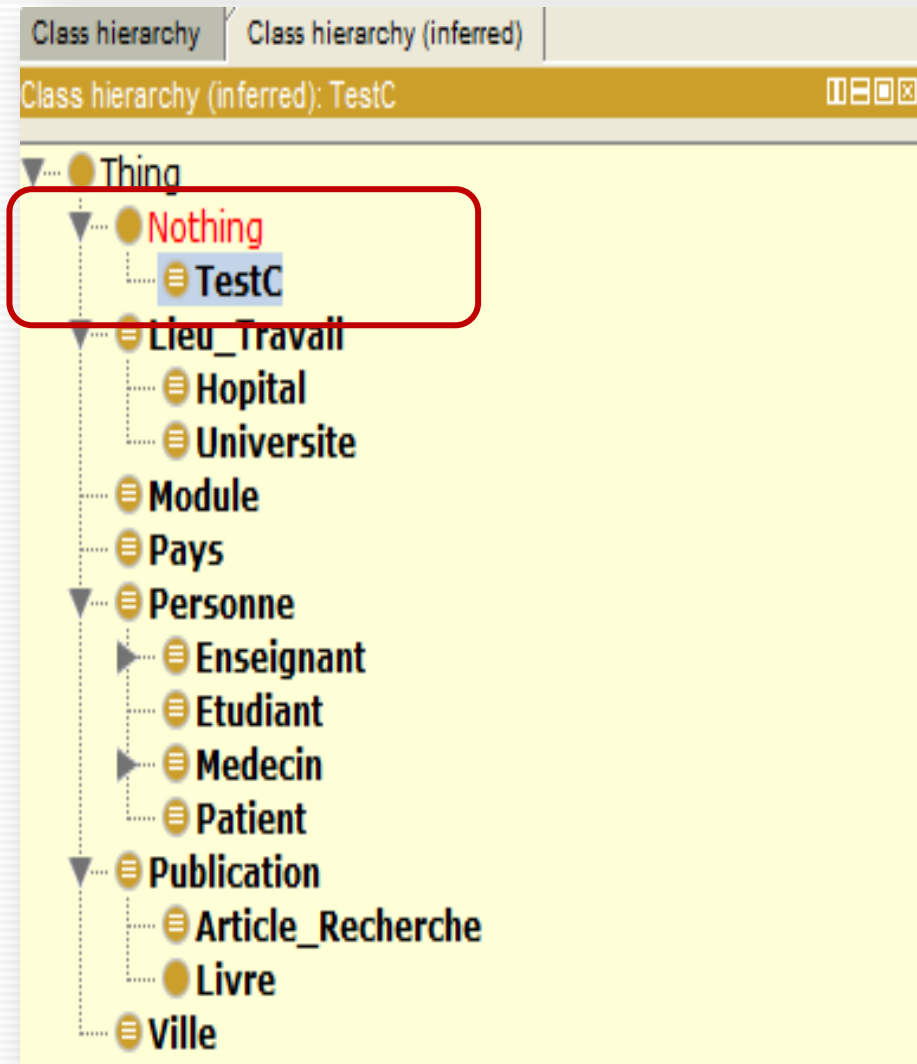 Class hierarchy Class hierarchy (inferred)
Class hierarchy (inferred): TestC
Thing
Nothing
TestC
Lieu_Travail
Hopital
Universite
Module
Pays
Personne
Enseignant
Etudiant
Medecin
Patient
Publication
Article_Recherche
Livre
Ville